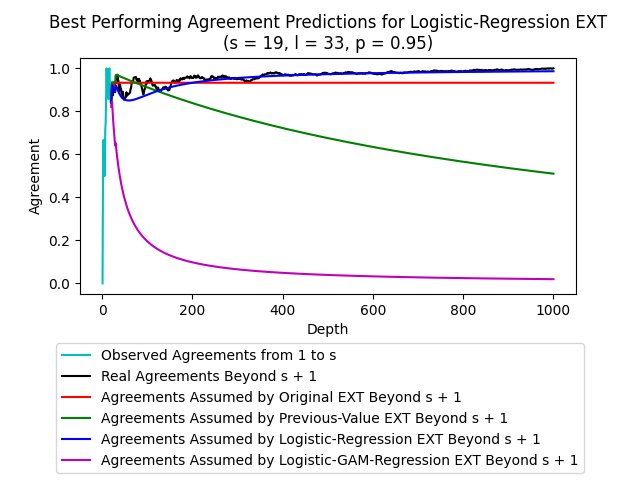 Best Performing Agreement Predictions for Logistic-Regression EXT
(s = 19, l = 33, p = 0.95)
1.0
0.8
0.6
0.4
0.2
0.0
Agreement
0 200 400 600 800 1000
Depth
Observed Agreements from 1 to s
Real Agreements Beyond s + 1
Agreements Assumed by Original EXT Beyond s + 1
Agreements Assumed by Previous-Value EXT Beyond s + 1
Agreements Assumed by Logistic-Regression EXT Beyond s + 1
Agreements Assumed by Logistic-GAM-Regression EXT Beyond s + 1